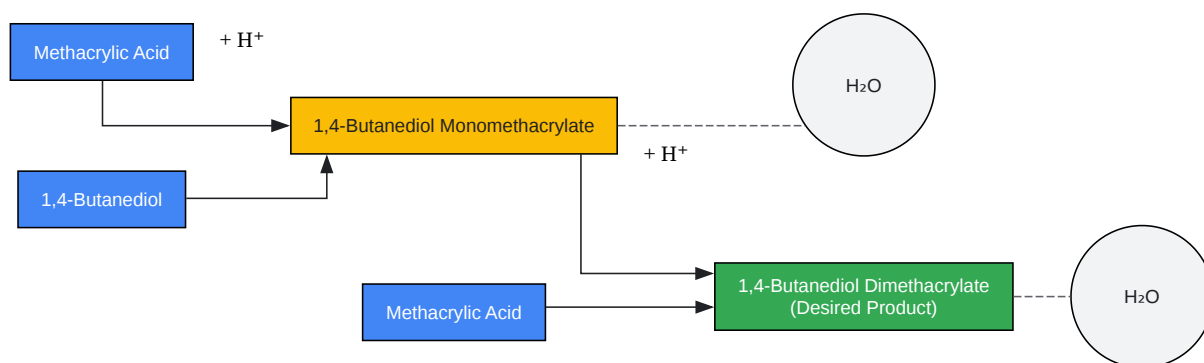 Methacrylic Acid
+ H⁺
H₂O
1,4-Butanediol Monomethacrylate
+ H⁺
1,4-Butanediol
1,4-Butanediol Dimethacrylate
(Desired Product)
H₂O
Methacrylic Acid